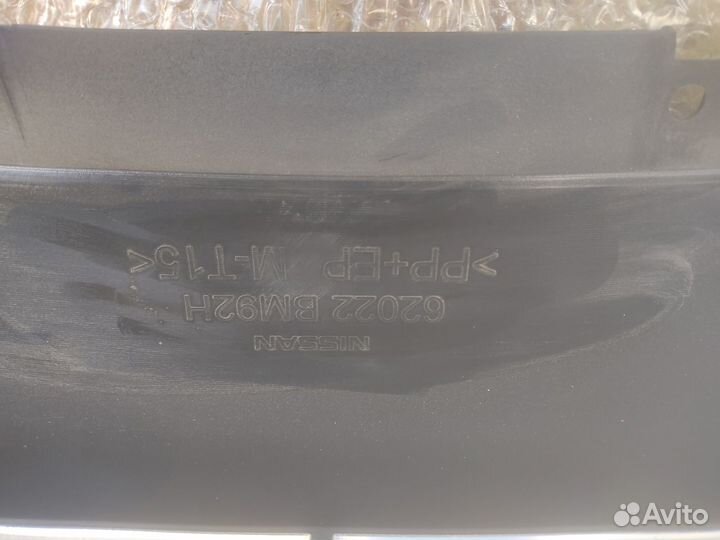 NISSAN
62022 BM92H
>PP+EP M-T15<
Avito